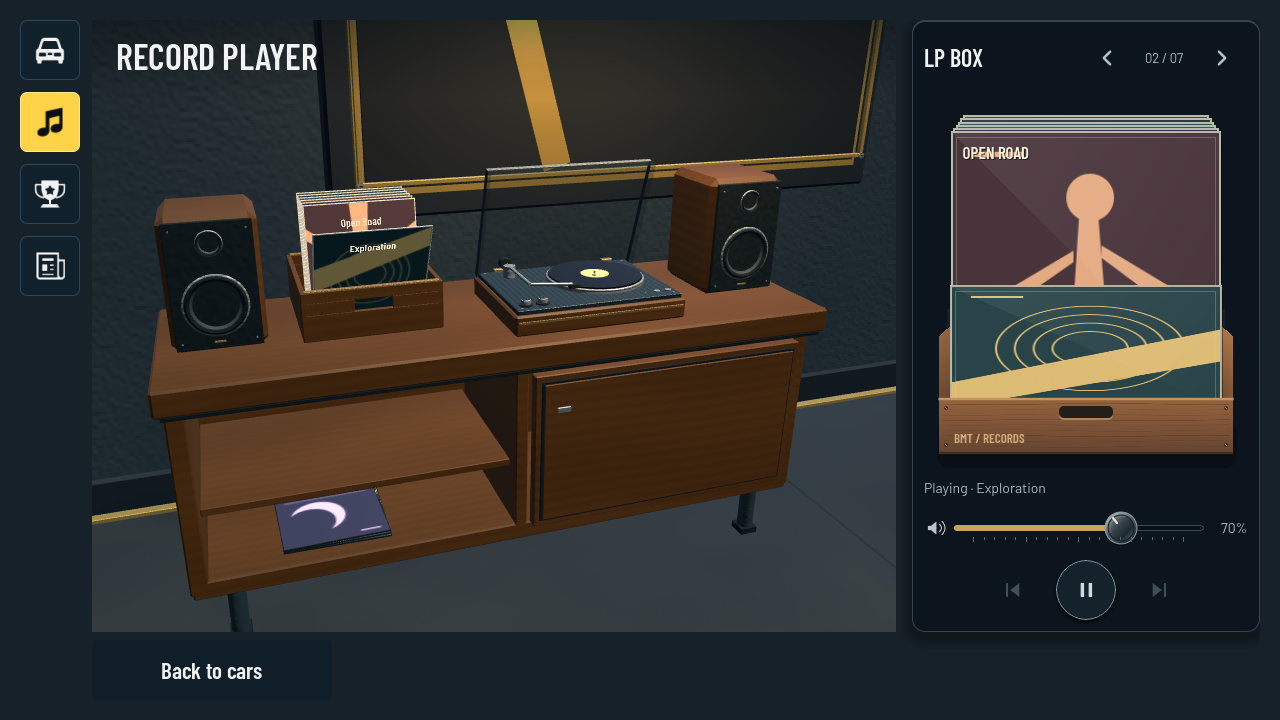 RECORD PLAYER
Open Road
Exploration
Back to cars
LP BOX
02 / 07
OPEN ROAD
BMT / RECORDS
Playing · Exploration
70%